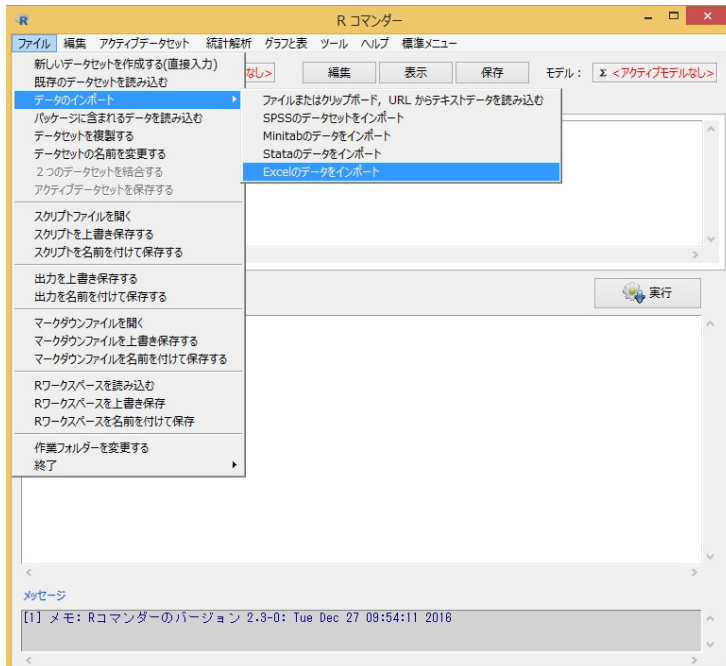 R コマンダー
ファイル 編集 アクティブデータセット 統計解析 グラフと表 ツール ヘルプ 標準メニュー
なし> 編集 表示 保存 モデル： Σ <アクティブモデルなし>
新しいデータセットを作成する(直接入力)
既存のデータセットを読み込む
データのインポート
パッケージに含まれるデータを読み込む
データセットを複製する
データセットの名前を変更する
２つのデータセットを結合する
アクティブデータセットを保存する
スクリプトファイルを開く
スクリプトを上書き保存する
スクリプトを名前を付けて保存する
出力を上書き保存する
出力を名前を付けて保存する
マークダウンファイルを開く
マークダウンファイルを上書き保存する
マークダウンファイルを名前を付けて保存する
Rワークスペースを読み込む
Rワークスペースを上書き保存
Rワークスペースを名前を付けて保存
作業フォルダーを変更する
終了
ファイルまたはクリップボード，URL からテキストデータを読み込む
SPSSのデータセットをインポート
Minitabのデータをインポート
Stataのデータをインポート
Excelのデータをインポート
実行
メッセージ
[1] メモ: Rコマンダーのバージョン 2.3-0: Tue Dec 27 09:54:11 2016